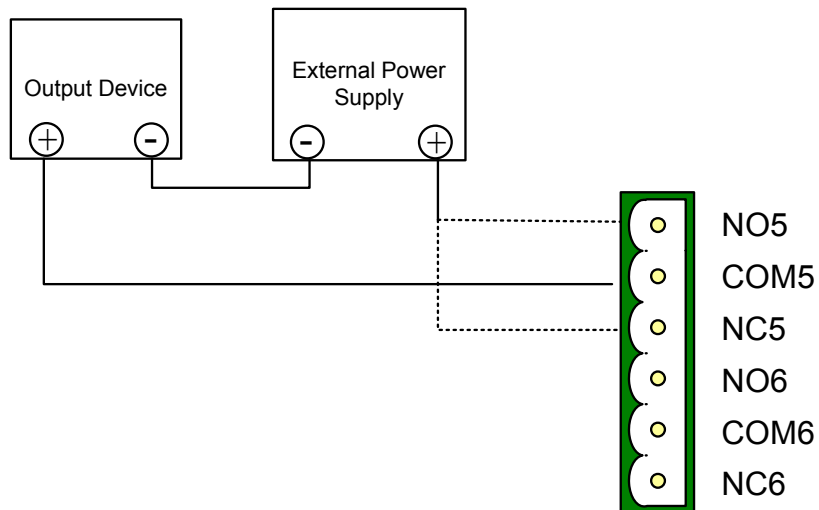 Output Device
External Power
Supply
+
-
-
+
NO5
COM5
NC5
NO6
COM6
NC6